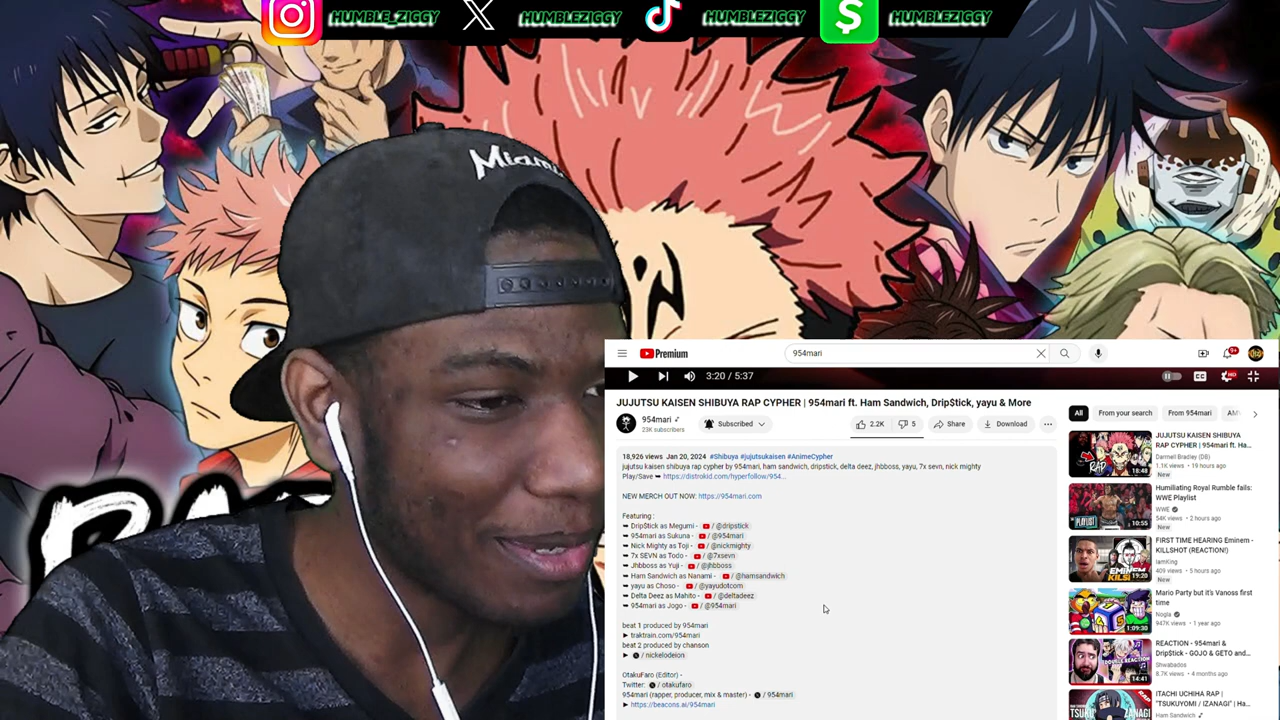 HUMBLE_ZIGGY
HUMBLEZIGGY
HUMBLEZIGGY
HUMBLEZIGGY
Miami
Premium
954mari
9+
3:20 / 5:37
CC
HD
JUJUTSU KAISEN SHIBUYA RAP CYPHER | 954mari ft. Ham Sandwich, Drip$tick, yayu & More
954mari
23K subscribers
Subscribed
2.2K
5
Share
Download
18,926 views Jan 20, 2024 #Shibuya #jujutsukaisen #AnimeCypher
jujutsu kaisen shibuya rap cypher by 954mari, ham sandwich, dripstick, delta deez, jhbboss, yayu, 7x sevn, nick mighty
Play/Save ➥ https://distrokid.com/hyperfollow/954...
NEW MERCH OUT NOW: https://954mari.com
Featuring :
➥ Drip$tick as Megumi - / @dripstick
➥ 954mari as Sukuna - / @954mari
➥ Nick Mighty as Toji - / @nickmighty
➥ 7x SEVN as Todo - / @7xsevn
➥ Jhbboss as Yuji - / @jhbboss
➥ Ham Sandwich as Nanami - / @hamsandwich
➥ yayu as Choso - / @yayudotcom
➥ Delta Deez as Mahito - / @deltadeez
➥ 954mari as Jogo - / @954mari
beat 1 produced by 954mari
► traktrain.com/954mari
beat 2 produced by chanson
► / nickelodeion
OtakuFaro (Editor) -
Twitter: / otakufaro
954mari (rapper, producer, mix & master) - / 954mari
► https://beacons.ai/954mari
All
From your search
From 954mari
JUJUTSU KAISEN SHIBUYA
RAP CYPHER | 954mari ft. Ha...
Darrnel Bradley (DB)
1.1K views • 19 hours ago
New
RAP
18:48
Humiliating Royal Rumble fails:
WWE Playlist
WWE
54K views • 2 hours ago
New
PLAYLIST
10:55
FIRST TIME HEARING Eminem -
KILLSHOT (REACTION!)
IamKing
409 views • 5 hours ago
New
EMINEM
19:20
Mario Party but it's Vanoss first
time
Nogla
947K views • 1 year ago
1:09:30
REACTION - 954mari &
Drip$tick - GOJO & GETO and...
Shwabados
8.7K views • 4 months ago
14:41
ITACHI UCHIHA RAP |
"TSUKUYOMI / IZANAGI" | Ha...
Ham Sandwich